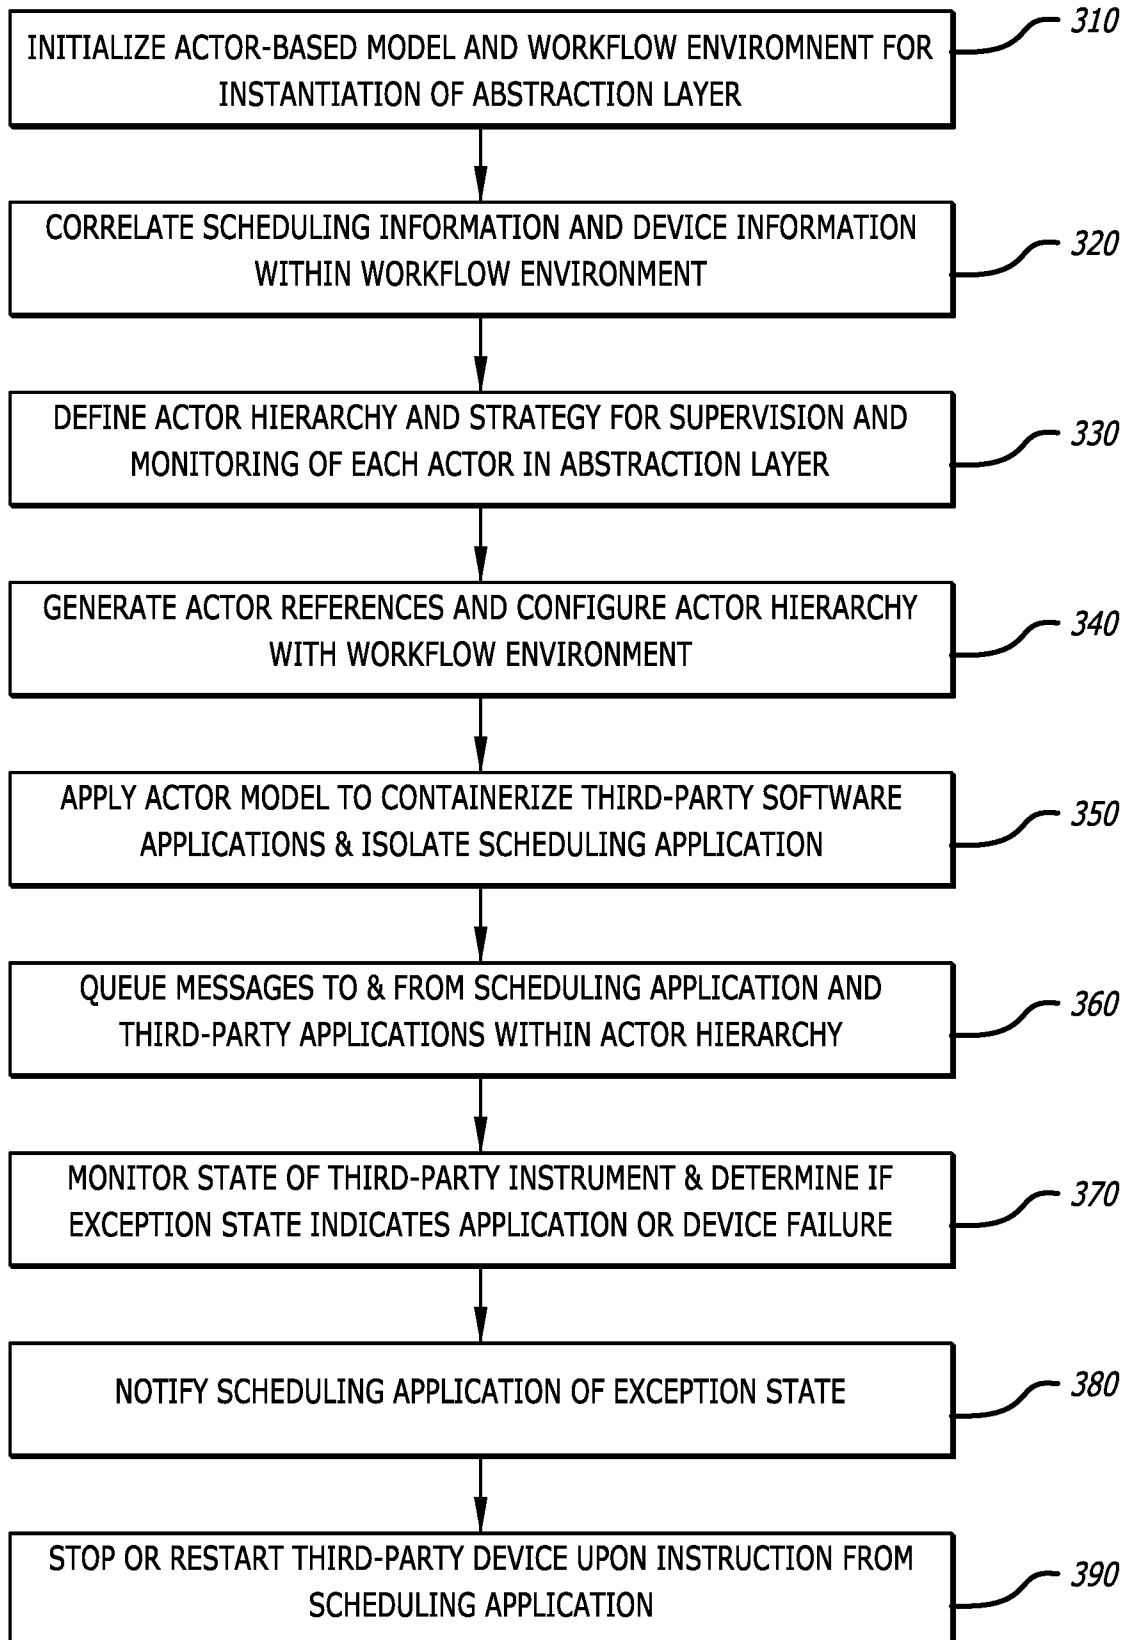 INITIALIZE ACTOR-BASED MODEL AND WORKFLOW ENVIROMNENT FOR
INSTANTIATION OF ABSTRACTION LAYER
310
CORRELATE SCHEDULING INFORMATION AND DEVICE INFORMATION
WITHIN WORKFLOW ENVIRONMENT
320
DEFINE ACTOR HIERARCHY AND STRATEGY FOR SUPERVISION AND
MONITORING OF EACH ACTOR IN ABSTRACTION LAYER
330
GENERATE ACTOR REFERENCES AND CONFIGURE ACTOR HIERARCHY
WITH WORKFLOW ENVIRONMENT
340
APPLY ACTOR MODEL TO CONTAINERIZE THIRD-PARTY SOFTWARE
APPLICATIONS & ISOLATE SCHEDULING APPLICATION
350
QUEUE MESSAGES TO & FROM SCHEDULING APPLICATION AND
THIRD-PARTY APPLICATIONS WITHIN ACTOR HIERARCHY
360
MONITOR STATE OF THIRD-PARTY INSTRUMENT & DETERMINE IF
EXCEPTION STATE INDICATES APPLICATION OR DEVICE FAILURE
370
NOTIFY SCHEDULING APPLICATION OF EXCEPTION STATE
380
STOP OR RESTART THIRD-PARTY DEVICE UPON INSTRUCTION FROM
SCHEDULING APPLICATION
390